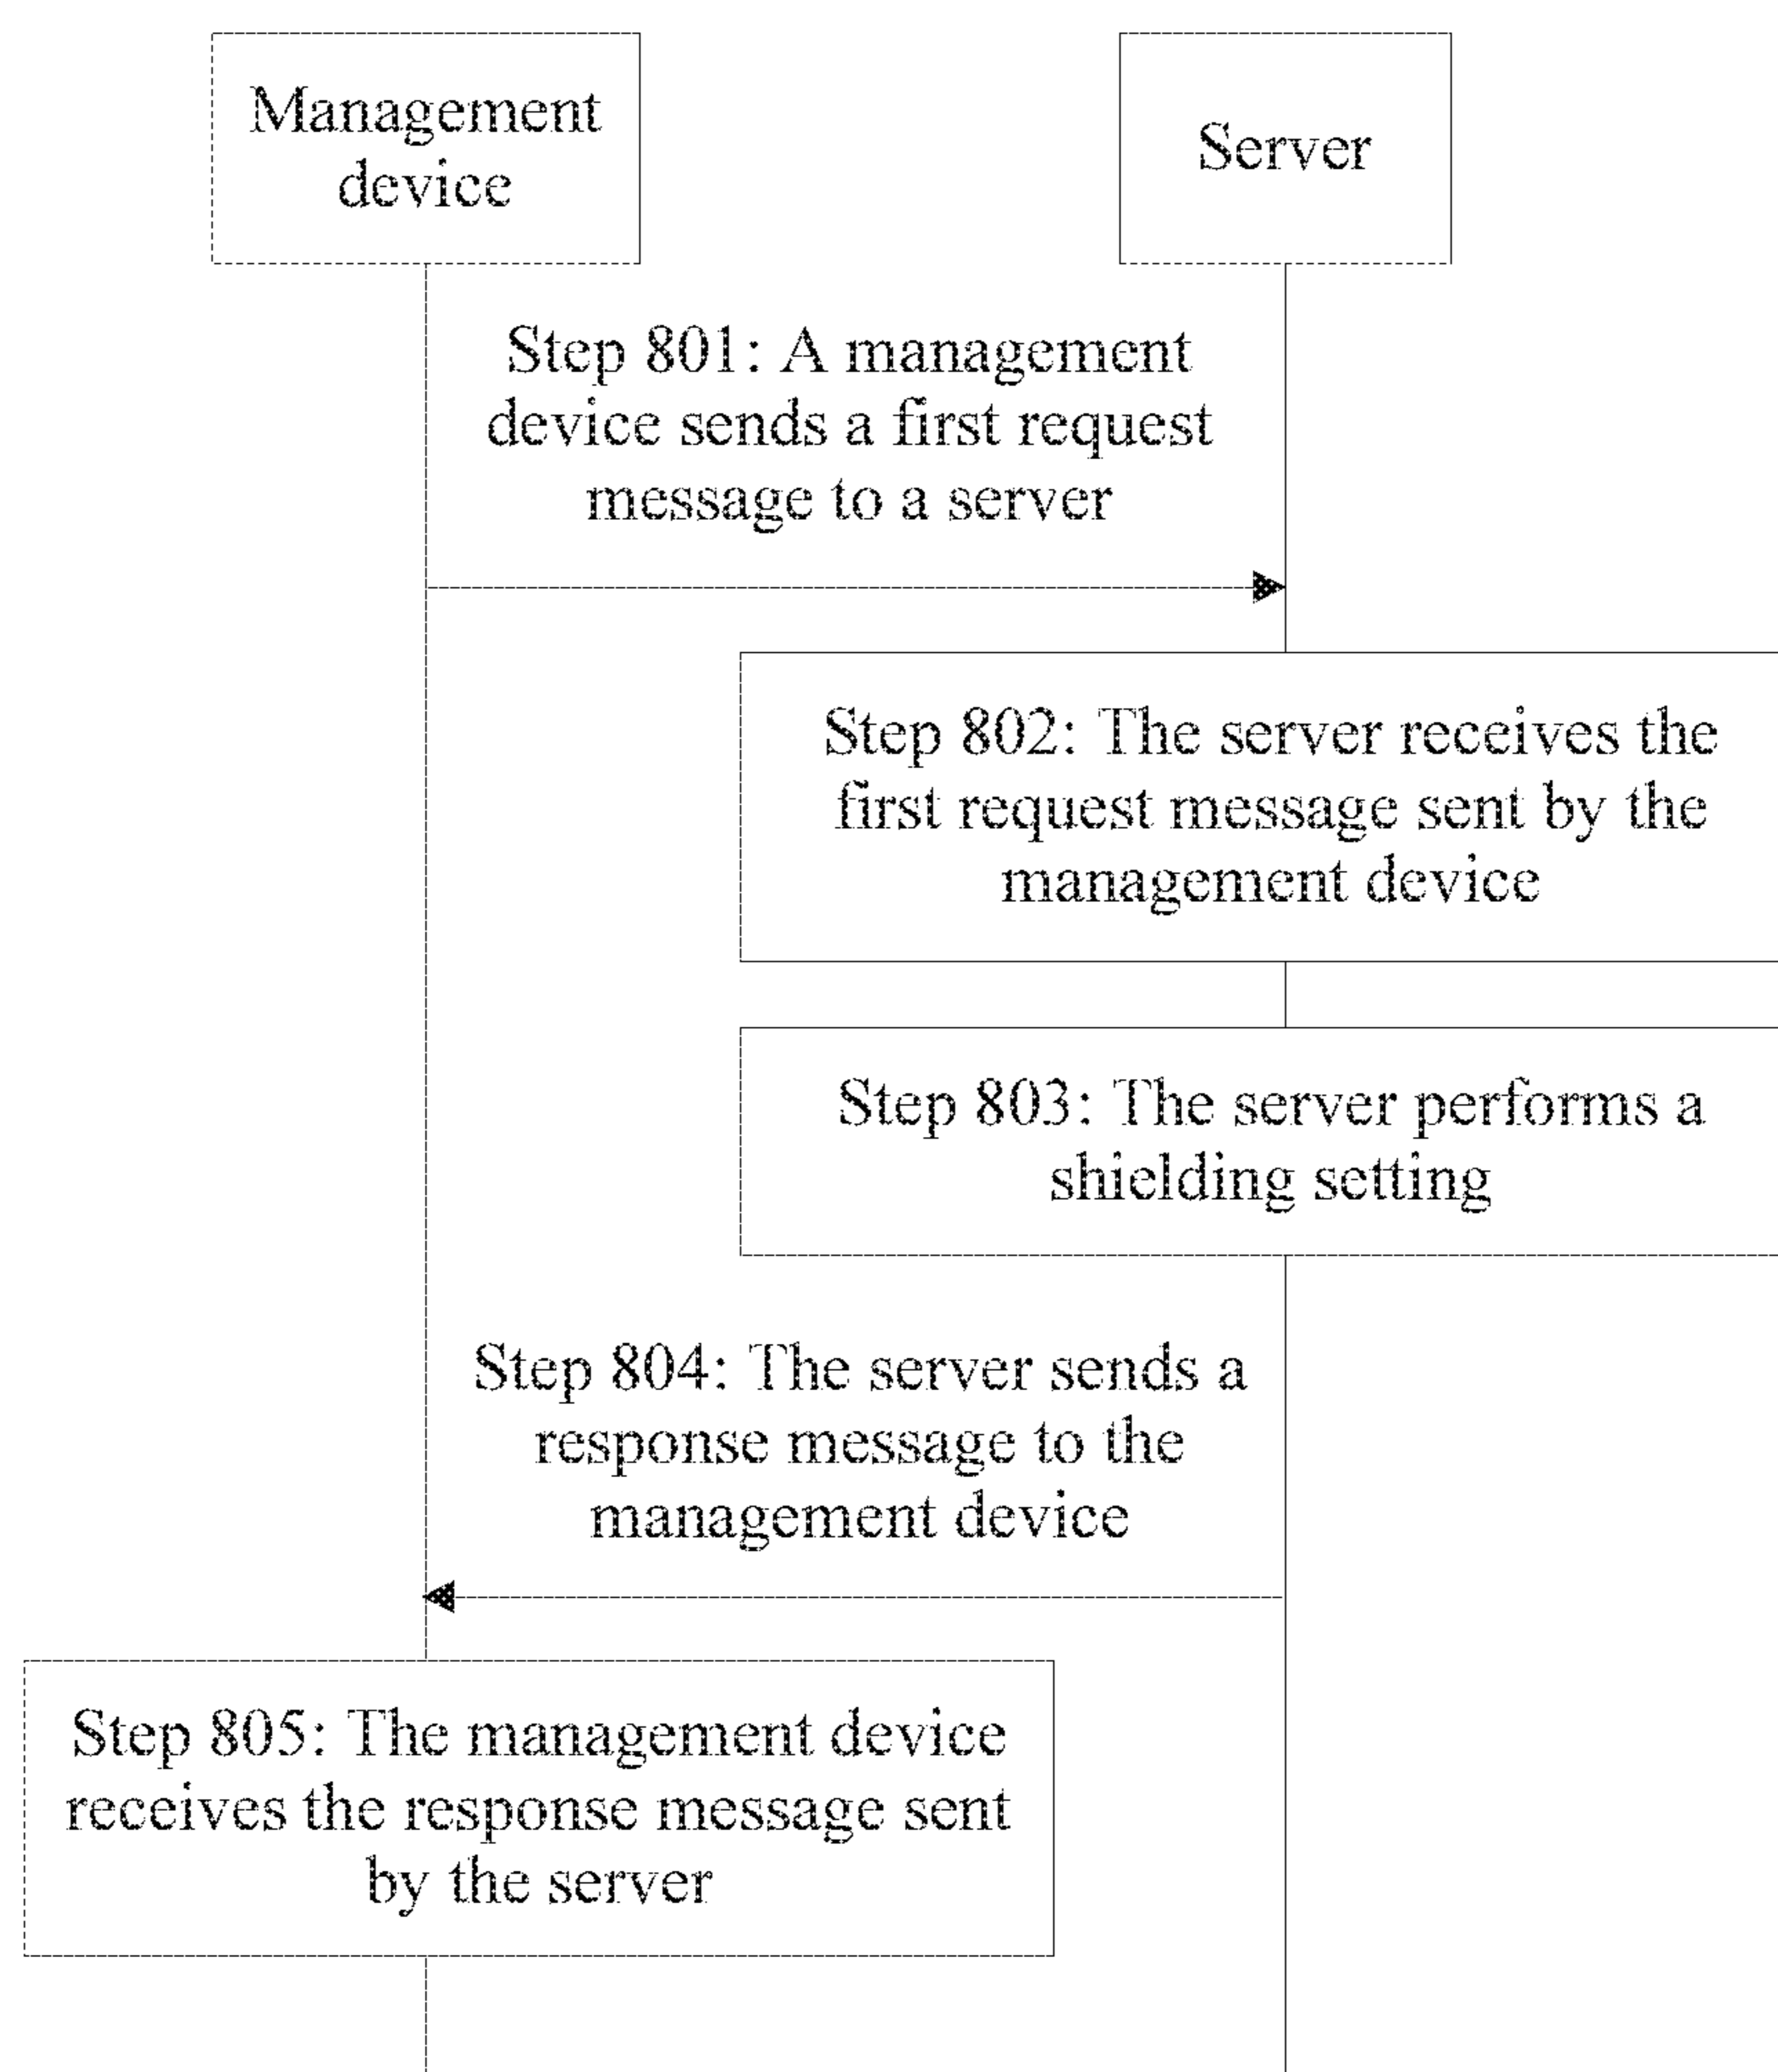 Management
device
Server
Step 801: A management
device sends a first request
message to a server
Step 802: The server receives the
first request message sent by the
management device
Step 803: The server performs a
shielding setting
Step 804: The server sends a
response message to the
management device
Step 805: The management device
receives the response message sent
by the server